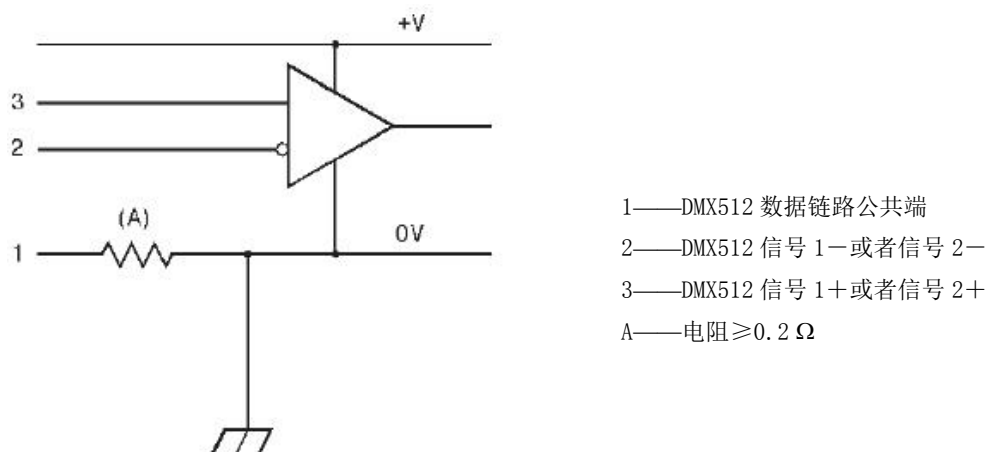 +V
3
2
(A)
1
0V
1——DMX512 数据链路公共端
2——DMX512 信号 1－或者信号 2－
3——DMX512 信号 1＋或者信号 2＋
A——电阻≥0.2 Ω